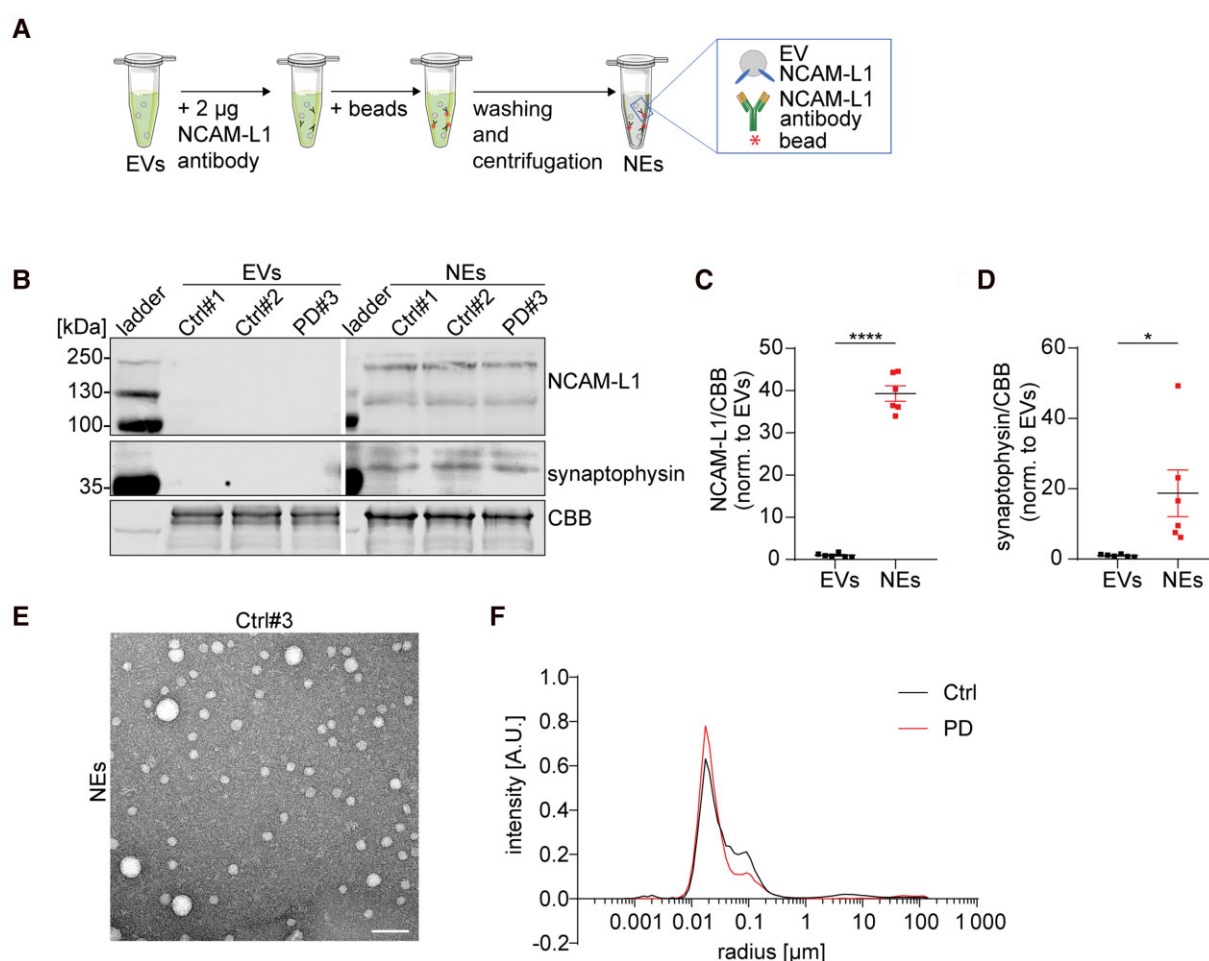 A
EVs
+ 2 µg
NCAM-L1
antibody
+ beads
washing
and
centrifugation
NEs
EV
NCAM-L1
NCAM-L1
antibody
bead
B
EVs
NEs
[kDa]
ladder
Ctrl#1
Ctrl#2
PD#3
ladder
Ctrl#1
Ctrl#2
PD#3
250
130
100
NCAM-L1
35
synaptophysin
CBB
C
****
NCAM-L1/CBB
(norm. to EVs)
50
40
30
20
10
0
EVs
NEs
D
*
synaptophysin/CBB
(norm. to EVs)
60
40
20
0
EVs
NEs
E
Ctrl#3
NEs
F
intensity [A.U.]
1.0
0.8
0.6
0.4
0.2
0.0
-0.2
Ctrl
PD
0.001
0.01
0.1
1
10
100
1 000
radius [µm]